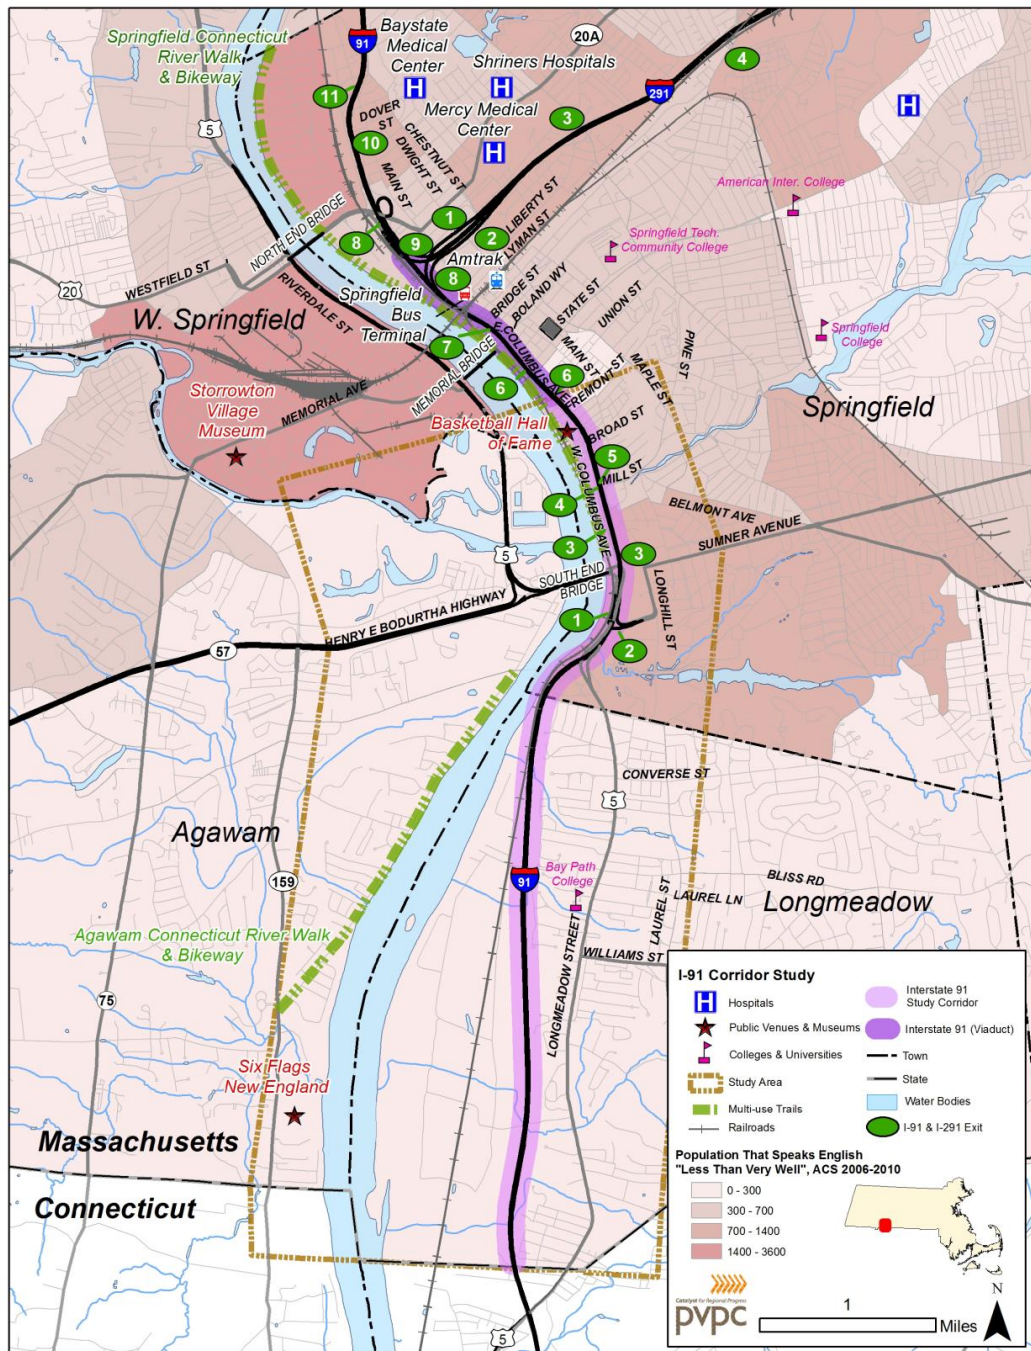 Springfield Connecticut
River Walk
& Bikeway
91
Baystate
Medical
Center
H
20A
Shriners Hospitals
H
4
291
H
11
5
DOVER
ST
10
CHESTNUT ST
DWIGHT ST
MAIN ST
Mercy Medical
Center
H
3
American Inter. College
NORTH END BRIDGE
1
LIBERTY ST
8
9
2
LYMAN ST
Springfield Tech.
Community College
Amtrak
8
20
WESTFIELD ST
RIVERDALE ST
Springfield
Bus
Terminal
BRIDGE ST
BOLAND WY
STATE ST
UNION ST
W. Springfield
7
E. COLUMBUS AVE
MAIN ST
PINE ST
Springfield
College
MEMORIAL BRIDGE
6
FREMONT ST
MAPLE ST
Storrowton
Village
Museum
MEMORIAL AVE
6
Springfield
Basketball Hall
of Fame
BROAD ST
5
W. COLUMBUS AVE
MILL ST
4
BELMONT AVE
SUMNER AVENUE
3
3
5
SOUTH END
BRIDGE
LONGHILL ST
HENRY E BODURTHA HIGHWAY
1
57
2
CONVERSE ST
5
Agawam
159
91
Bay Path
College
BLISS RD
LAUREL ST
LAUREL LN
Longmeadow
Agawam Connecticut River Walk
& Bikeway
WILLIAMS ST
75
LONGMEADOW STREET
Six Flags
New England
Massachusetts
Connecticut
5
I-91 Corridor Study
H Hospitals
Public Venues & Museums
Colleges & Universities
Study Area
Multi-use Trails
Railroads
Interstate 91
Study Corridor
Interstate 91 (Viaduct)
Town
State
Water Bodies
I-91 & I-291 Exit
Population That Speaks English
"Less Than Very Well", ACS 2006-2010
0 - 300
300 - 700
700 - 1400
1400 - 3600
Catalyst for Regional Progress
pvpc
1
Miles
N